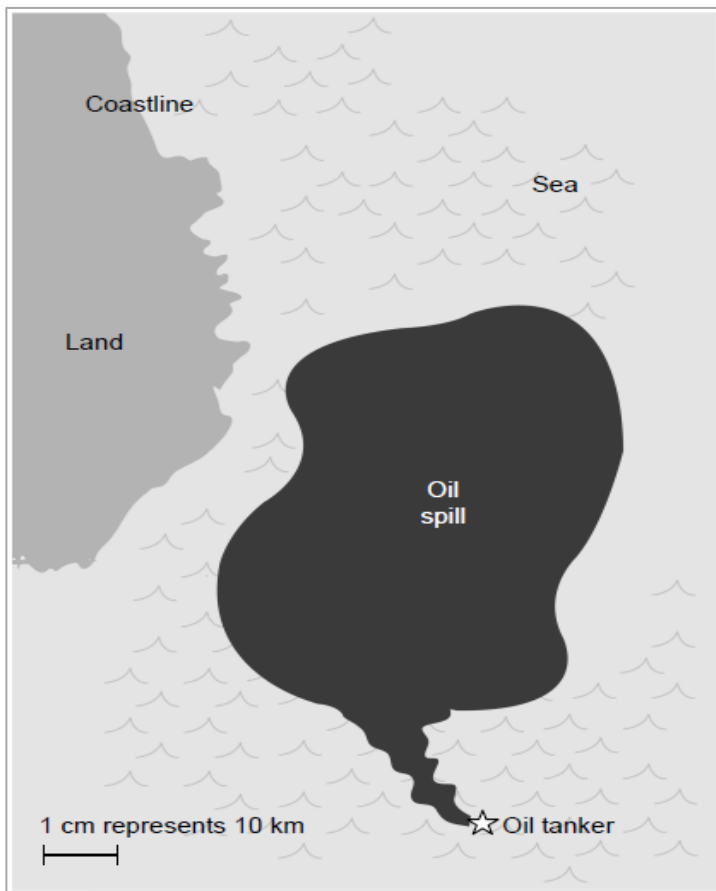 Coastline
Sea
Land
Oil
spill
1 cm represents 10 km
Oil tanker